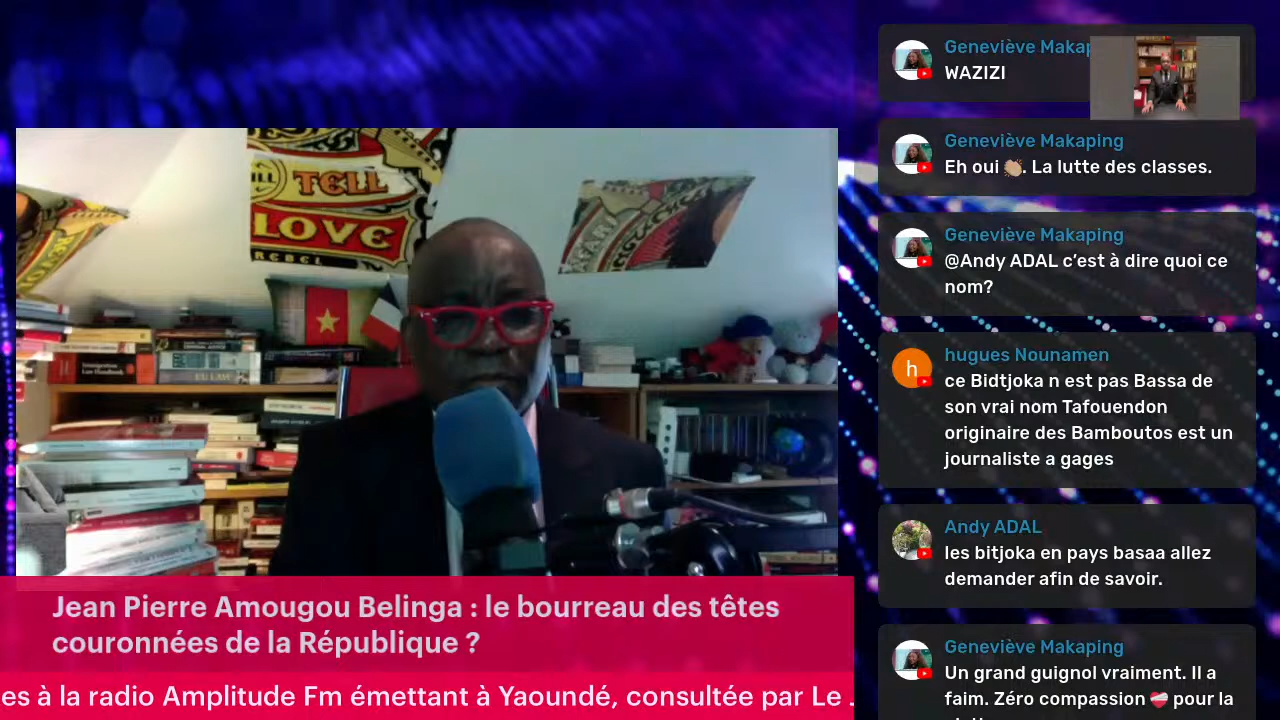 TELL
LOVE
REBEL
Jean Pierre Amougou Belinga : le bourreau des têtes
couronnées de la République ?
es à la radio Amplitude Fm émettant à Yaoundé, consultée par Le
Geneviève Makap
WAZIZI
Geneviève Makaping
Eh oui 👏🏼. La lutte des classes.
Geneviève Makaping
@Andy ADAL c’est à dire quoi ce
nom?
h
hugues Nounamen
ce Bidtjoka n est pas Bassa de
son vrai nom Tafouendon
originaire des Bamboutos est un
journaliste a gages
Andy ADAL
les bitjoka en pays basaa allez
demander afin de savoir.
Geneviève Makaping
Un grand guignol vraiment. Il a
faim. Zéro compassion ❤️‍🩹 pour la